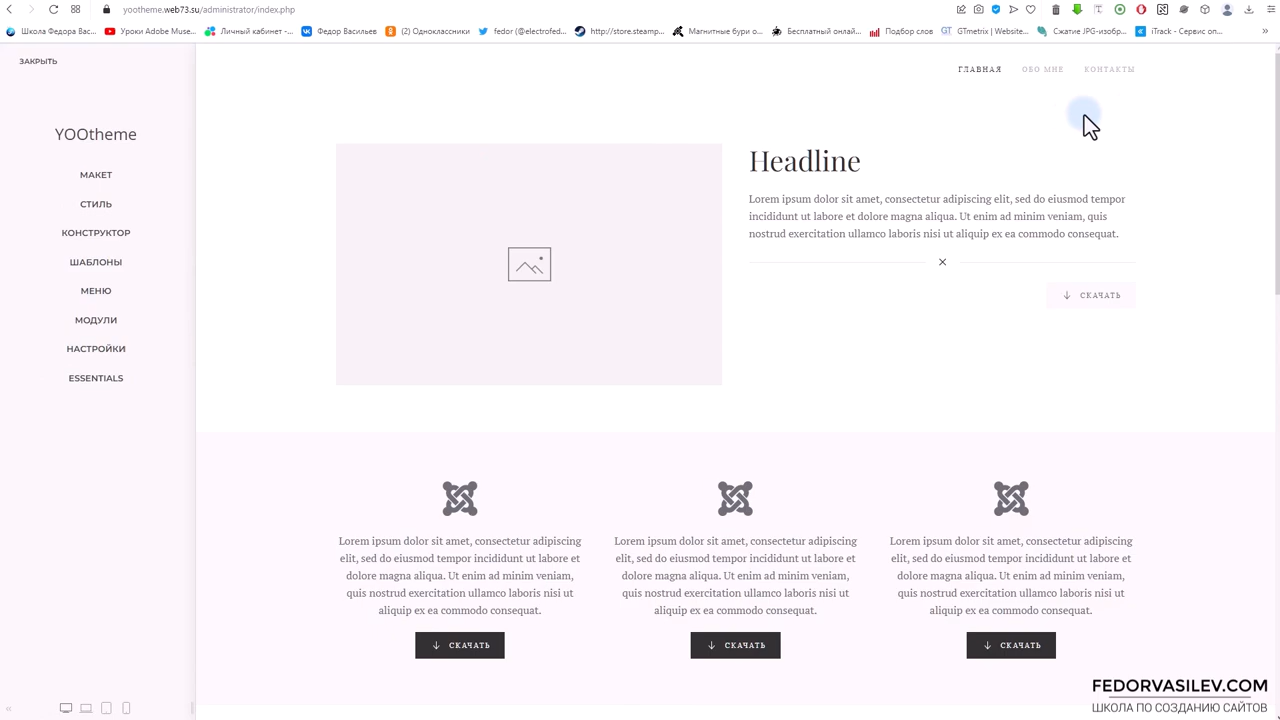 yootheme.web73.su/administrator/index.php
Школа Федора Вас...
Уроки Adobe Muse...
Личный кабинет -...
Федор Васильев
(2) Одноклассники
fedor (@electrofed...
http://store.steamp...
Магнитные бури о...
Бесплатный онлай...
Подбор слов
GT
GTmetrix | Website...
Сжатие JPG-изобр...
iTrack - Сервис оп...
»
ЗАКРЫТЬ
YOOtheme
МАКЕТ
СТИЛЬ
КОНСТРУКТОР
ШАБЛОНЫ
МЕНЮ
МОДУЛИ
НАСТРОЙКИ
ESSENTIALS
«
ГЛАВНАЯ ОБО МНЕ КОНТАКТЫ
Headline
Lorem ipsum dolor sit amet, consectetur adipiscing elit, sed do eiusmod tempor
incididunt ut labore et dolore magna aliqua. Ut enim ad minim veniam, quis
nostrud exercitation ullamco laboris nisi ut aliquip ex ea commodo consequat.
СКАЧАТЬ
Lorem ipsum dolor sit amet, consectetur adipiscing
elit, sed do eiusmod tempor incididunt ut labore et
dolore magna aliqua. Ut enim ad minim veniam,
quis nostrud exercitation ullamco laboris nisi ut
aliquip ex ea commodo consequat.
СКАЧАТЬ
Lorem ipsum dolor sit amet, consectetur adipiscing
elit, sed do eiusmod tempor incididunt ut labore et
dolore magna aliqua. Ut enim ad minim veniam,
quis nostrud exercitation ullamco laboris nisi ut
aliquip ex ea commodo consequat.
СКАЧАТЬ
Lorem ipsum dolor sit amet, consectetur adipiscing
elit, sed do eiusmod tempor incididunt ut labore et
dolore magna aliqua. Ut enim ad minim veniam,
quis nostrud exercitation ullamco laboris nisi ut
aliquip ex ea commodo consequat.
СКАЧАТЬ
FEDORVASILEV.COM
ШКОЛА ПО СОЗДАНИЮ САЙТОВ